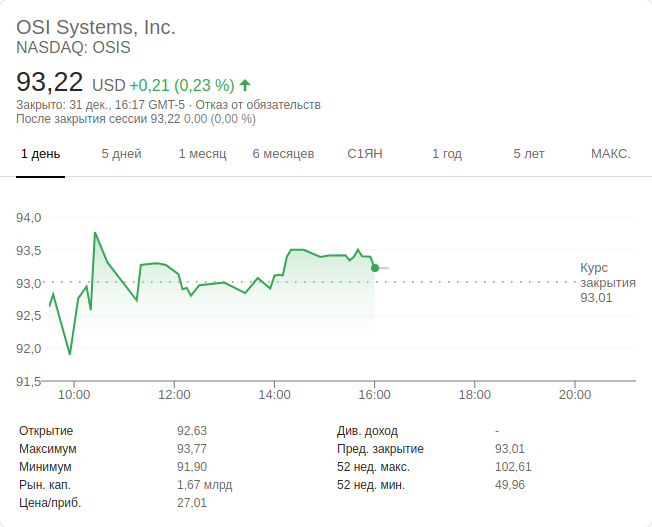 OSI Systems, Inc.
NASDAQ: OSIS
93,22 USD +0,21 (0,23 %)
Закрыто: 31 дек., 16:17 GMT-5 · Отказ от обязательств
После закрытия сессии 93,22 0,00 (0,00 %)
1 день 5 дней 1 месяц 6 месяцев С1ЯН 1 год 5 лет МАКС.
94,0
93,5
93,0
92,5
92,0
91,5
Курс
закрытия
93,01
10:00 12:00 14:00 16:00 18:00 20:00
Открытие 92,63 Див. доход -
Максимум 93,77 Пред. закрытие 93,01
Минимум 91,90 52 нед. макс. 102,61
Рын. кап. 1,67 млрд 52 нед. мин. 49,96
Цена/приб. 27,01